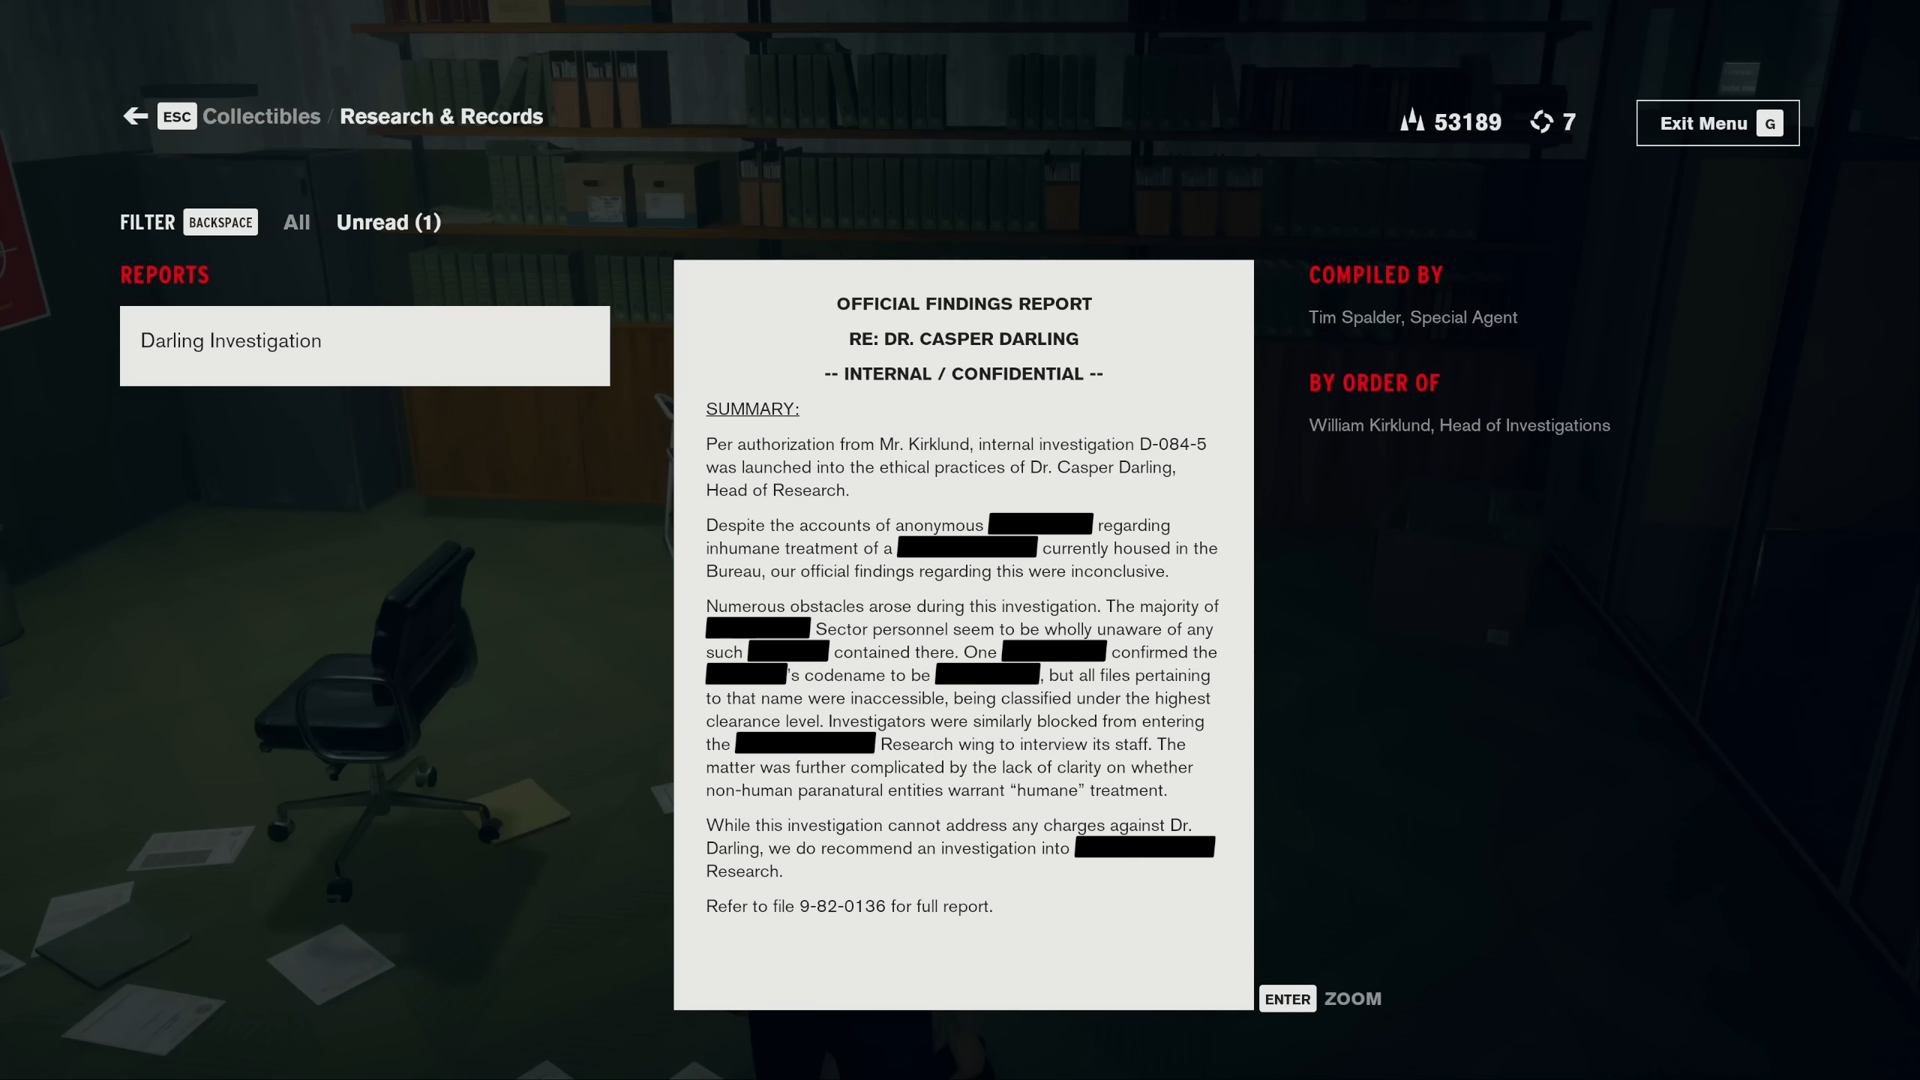 ESC Collectibles / Research & Records
53189 7
Exit Menu G
FILTER BACKSPACE All Unread (1)
REPORTS
Darling Investigation
OFFICIAL FINDINGS REPORT
RE: DR. CASPER DARLING
-- INTERNAL / CONFIDENTIAL --
SUMMARY:
Per authorization from Mr. Kirklund, internal investigation D-084-5
was launched into the ethical practices of Dr. Casper Darling,
Head of Research.
Despite the accounts of anonymous regarding
inhumane treatment of a currently housed in the
Bureau, our official findings regarding this were inconclusive.
Numerous obstacles arose during this investigation. The majority of
Sector personnel seem to be wholly unaware of any
such contained there. One confirmed the
's codename to be , but all files pertaining
to that name were inaccessible, being classified under the highest
clearance level. Investigators were similarly blocked from entering
the Research wing to interview its staff. The
matter was further complicated by the lack of clarity on whether
non-human paranatural entities warrant “humane” treatment.
While this investigation cannot address any charges against Dr.
Darling, we do recommend an investigation into
Research.
Refer to file 9-82-0136 for full report.
COMPILED BY
Tim Spalder, Special Agent
BY ORDER OF
William Kirklund, Head of Investigations
ENTER ZOOM